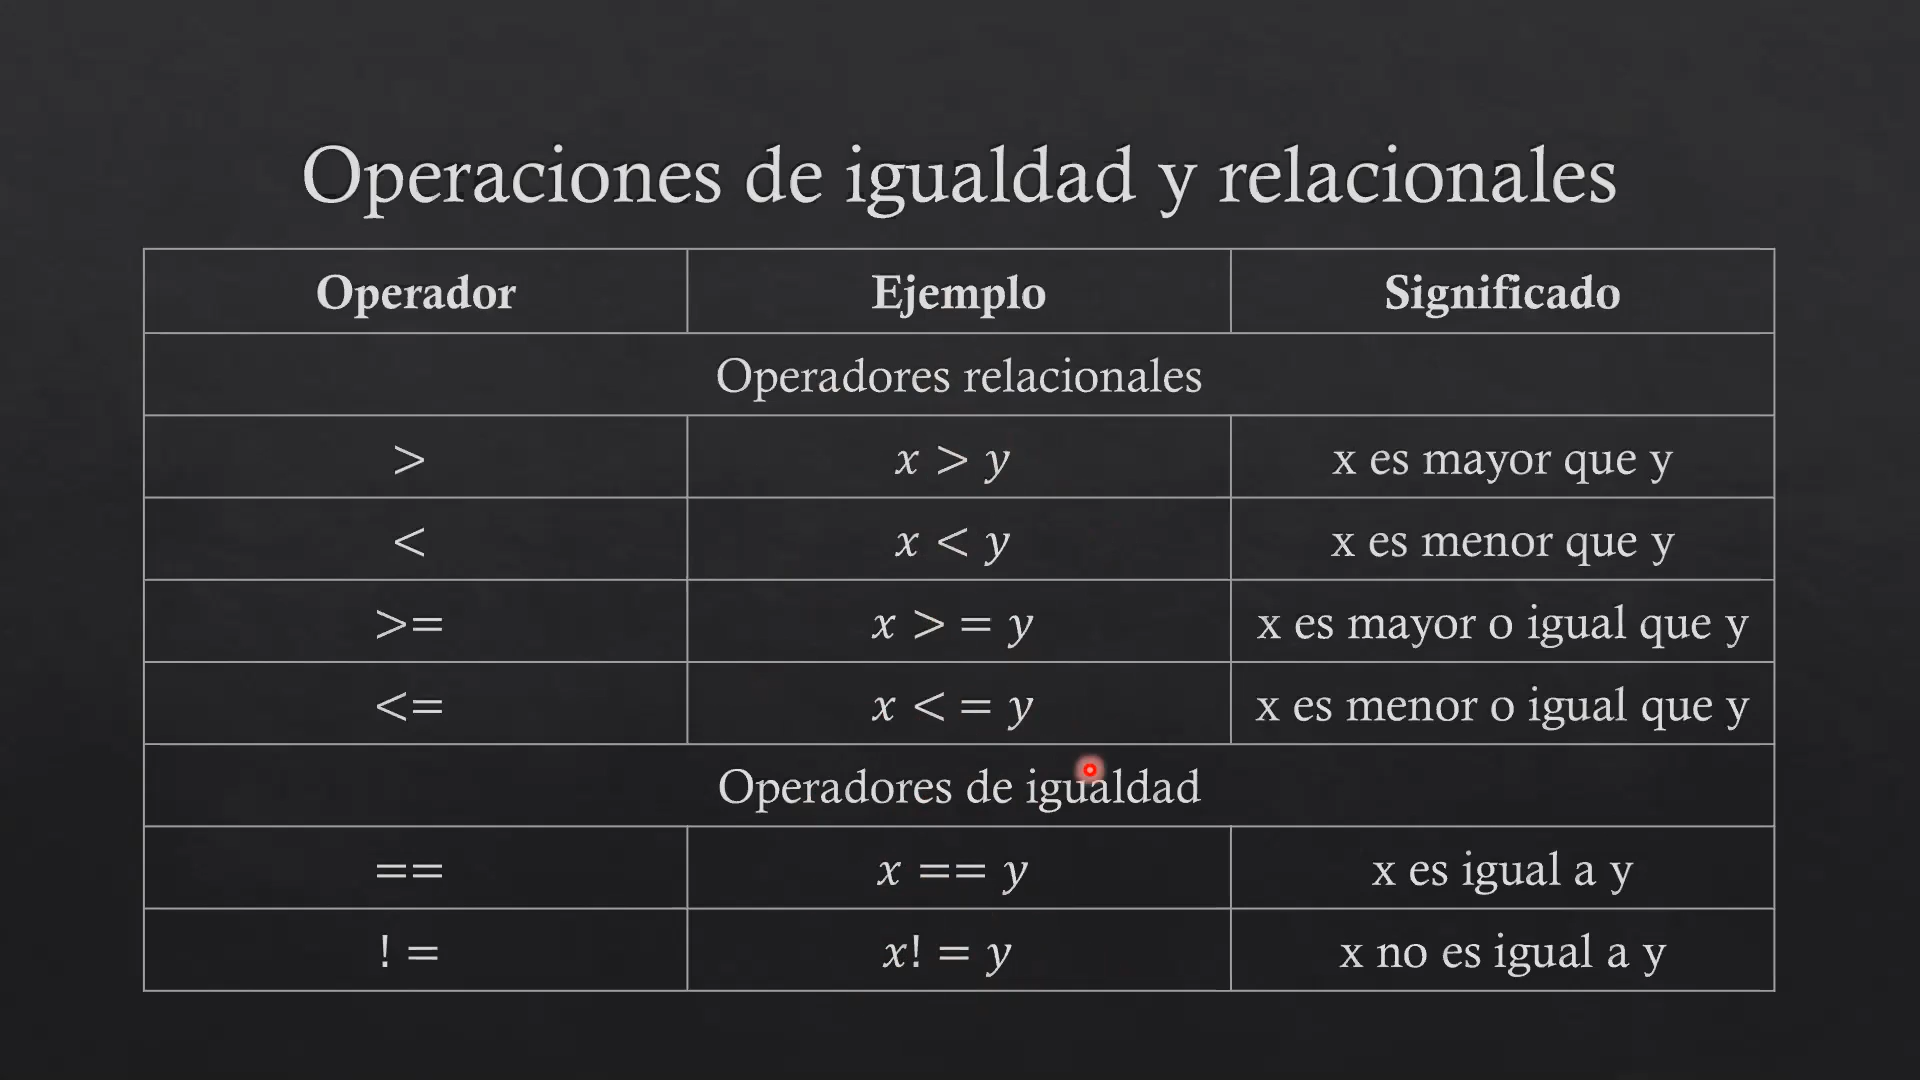 Operaciones de igualdad y relacionales
Operador Ejemplo Significado
Operadores relacionales
> x > y x es mayor que y
< x < y x es menor que y
>= x > = y x es mayor o igual que y
<= x < = y x es menor o igual que y
Operadores de igualdad
== x == y x es igual a y
! = x! = y x no es igual a y